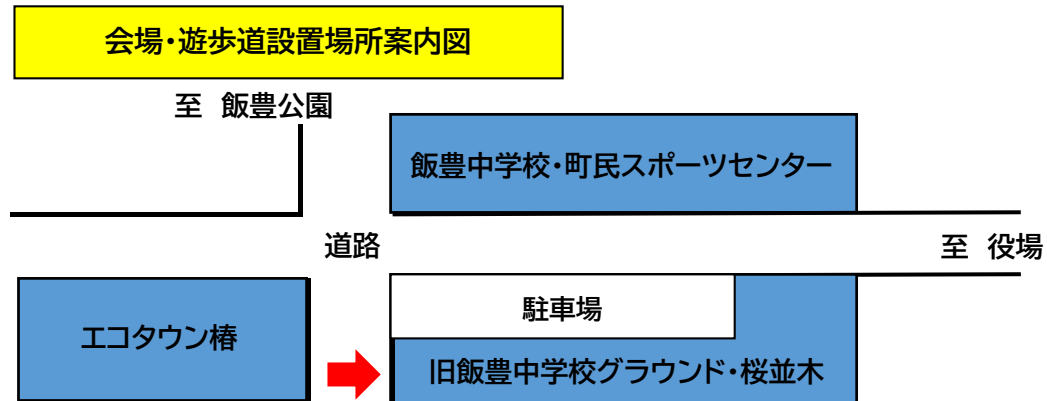 会場・遊歩道設置場所案内図
至 飯豊公園
飯豊中学校・町民スポーツセンター
道路
至 役場
エコタウン椿
駐車場
旧飯豊中学校グラウンド・桜並木